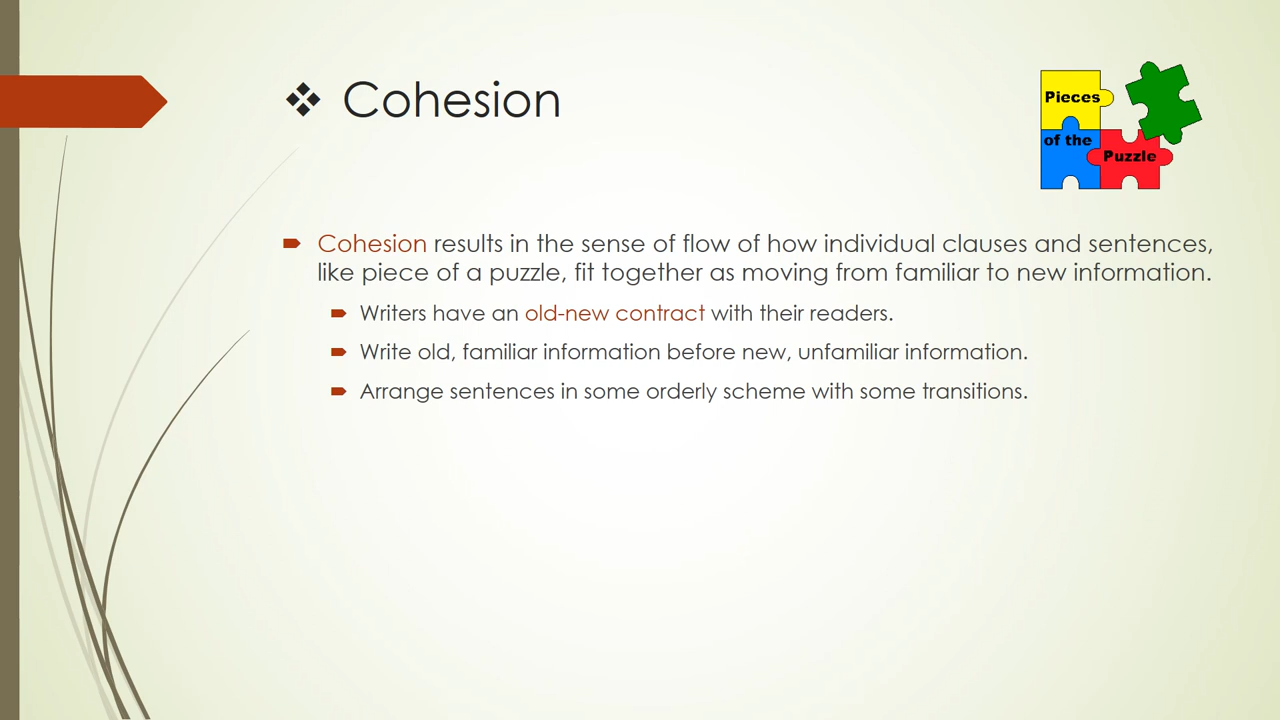 Cohesion
Pieces
of the
Puzzle
Cohesion results in the sense of flow of how individual clauses and sentences,
like piece of a puzzle, fit together as moving from familiar to new information.
Writers have an old-new contract with their readers.
Write old, familiar information before new, unfamiliar information.
Arrange sentences in some orderly scheme with some transitions.